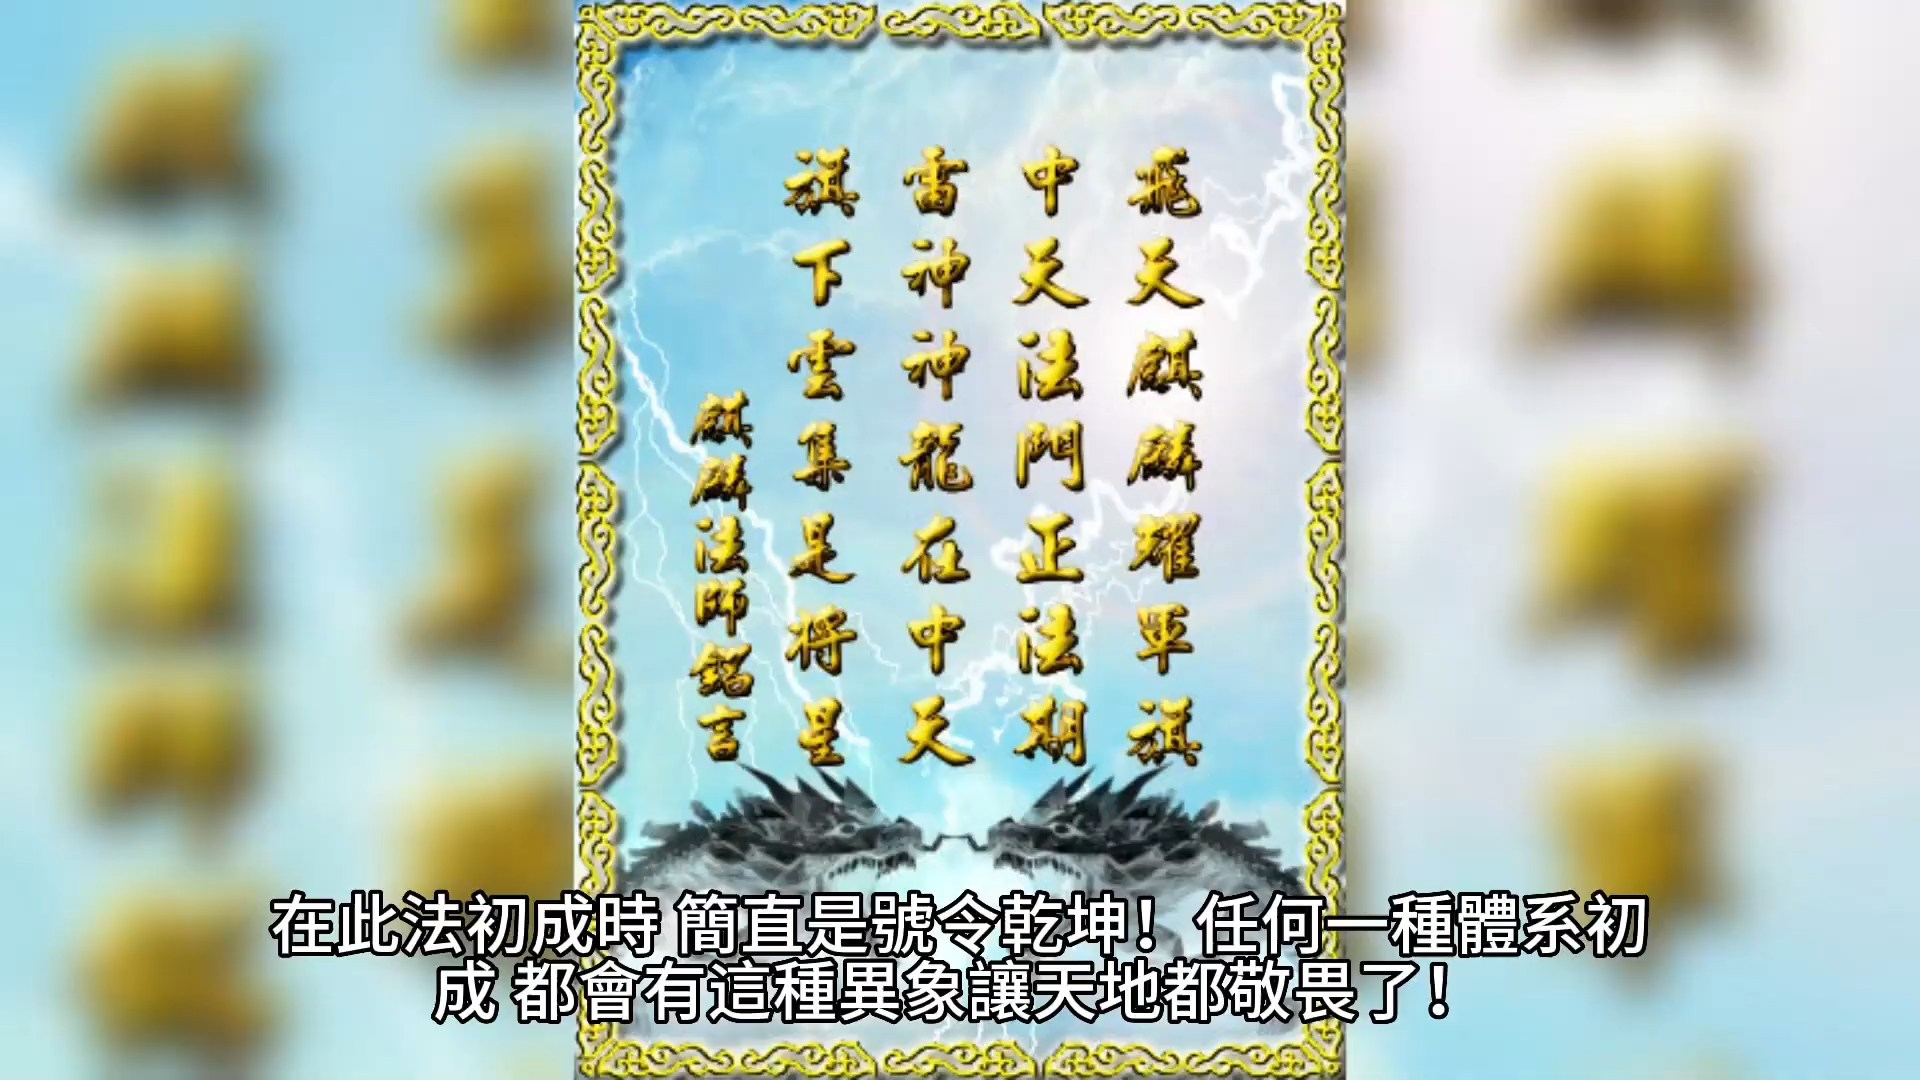 飛天麒麟耀軍旗
中天法門正法期
雷神神龍在中天
旗下雲集是將星
麒麟法師銘言
在此法初成時 簡直是號令乾坤！任何一種體系初
成 都會有這種異象讓天地都敬畏了！